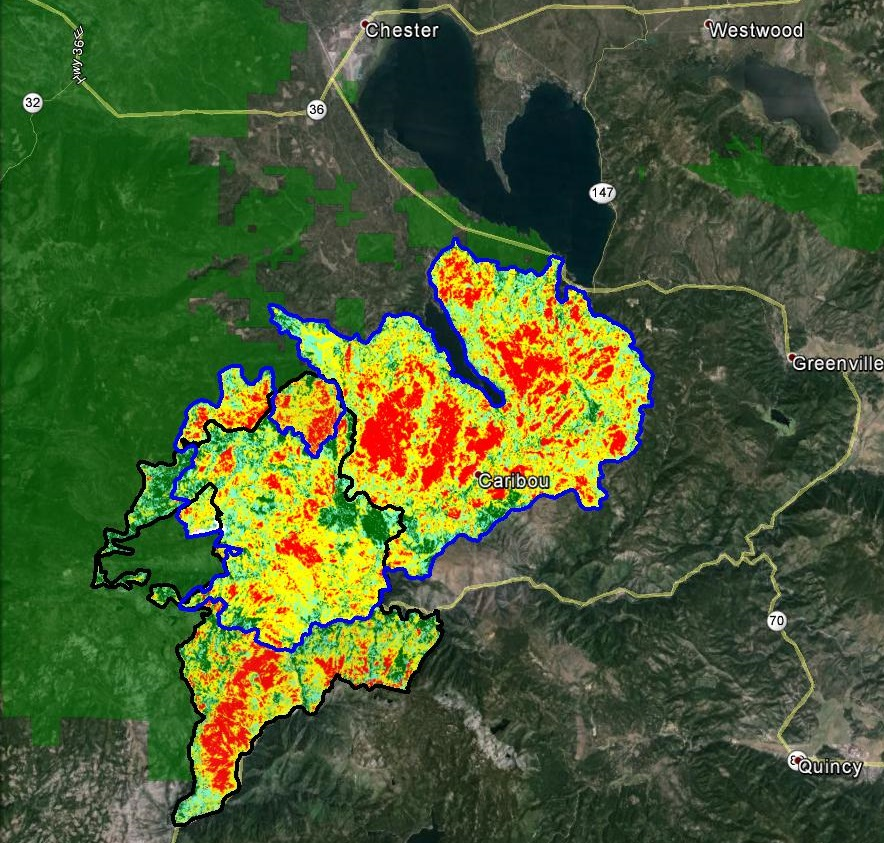 Chester
Westwood
Hwy 36
32
36
147
Greenville
Caribou
70
Quincy